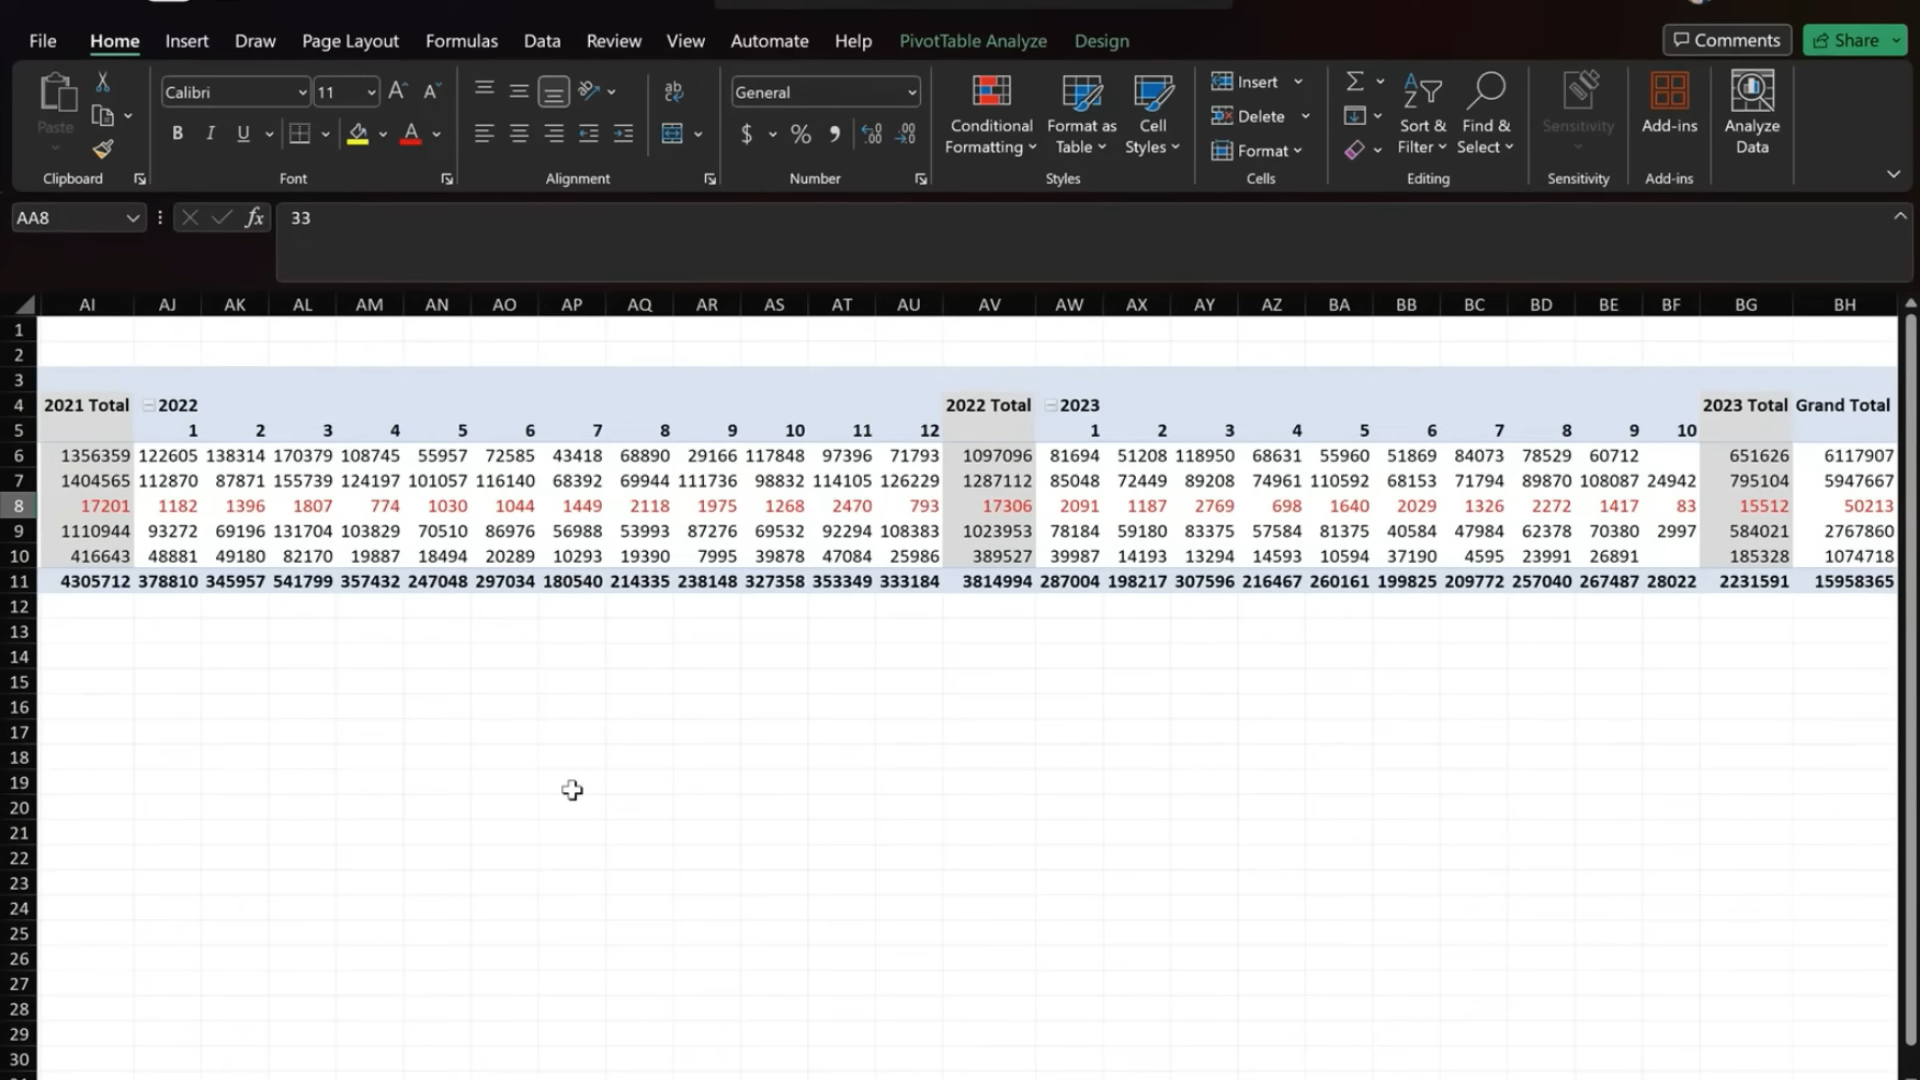 File Home Insert Draw Page Layout Formulas Data Review View Automate Help PivotTable Analyze Design Comments Share
Paste
Clipboard
Calibri 11
B I U A
Font
Alignment
General
$ % 9
Number
Conditional Formatting
Format as Table
Cell Styles
Styles
Insert
Delete
Format
Cells
Sort & Filter
Find & Select
Editing
Sensitivity
Sensitivity
Add-ins
Add-ins
Analyze Data
AA8 fx 33
AI AJ AK AL AM AN AO AP AQ AR AS AT AU AV AW AX AY AZ BA BB BC BD BE BF BG BH
1
2
3
4 2021 Total 2022 2022 Total 2023 2023 Total Grand Total
5 1 2 3 4 5 6 7 8 9 10 11 12 1 2 3 4 5 6 7 8 9 10
6 1356359 122605 138314 170379 108745 55957 72585 43418 68890 29166 117848 97396 71793 1097096 81694 51208 118950 68631 55960 51869 84073 78529 60712 651626 6117907
7 1404565 112870 87871 155739 124197 101057 116140 68392 69944 111736 98832 114105 126229 1287112 85048 72449 89208 74961 110592 68153 71794 89870 108087 24942 795104 5947667
8 17201 1182 1396 1807 774 1030 1044 1449 2118 1975 1268 2470 793 17306 2091 1187 2769 698 1640 2029 1326 2272 1417 83 15512 50213
9 1110944 93272 69196 131704 103829 70510 86976 56988 53993 87276 69532 92294 108383 1023953 78184 59180 83375 57584 81375 40584 47984 62378 70380 2997 584021 2767860
10 416643 48881 49180 82170 19887 18494 20289 10293 19390 7995 39878 47084 25986 389527 39987 14193 13294 14593 10594 37190 4595 23991 26891 185328 1074718
11 4305712 378810 345957 541799 357432 247048 297034 180540 214335 238148 327358 353349 333184 3814994 287004 198217 307596 216467 260161 199825 209772 257040 267487 28022 2231591 15958365
12
13
14
15
16
17
18
19
20
21
22
23
24
25
26
27
28
29
30